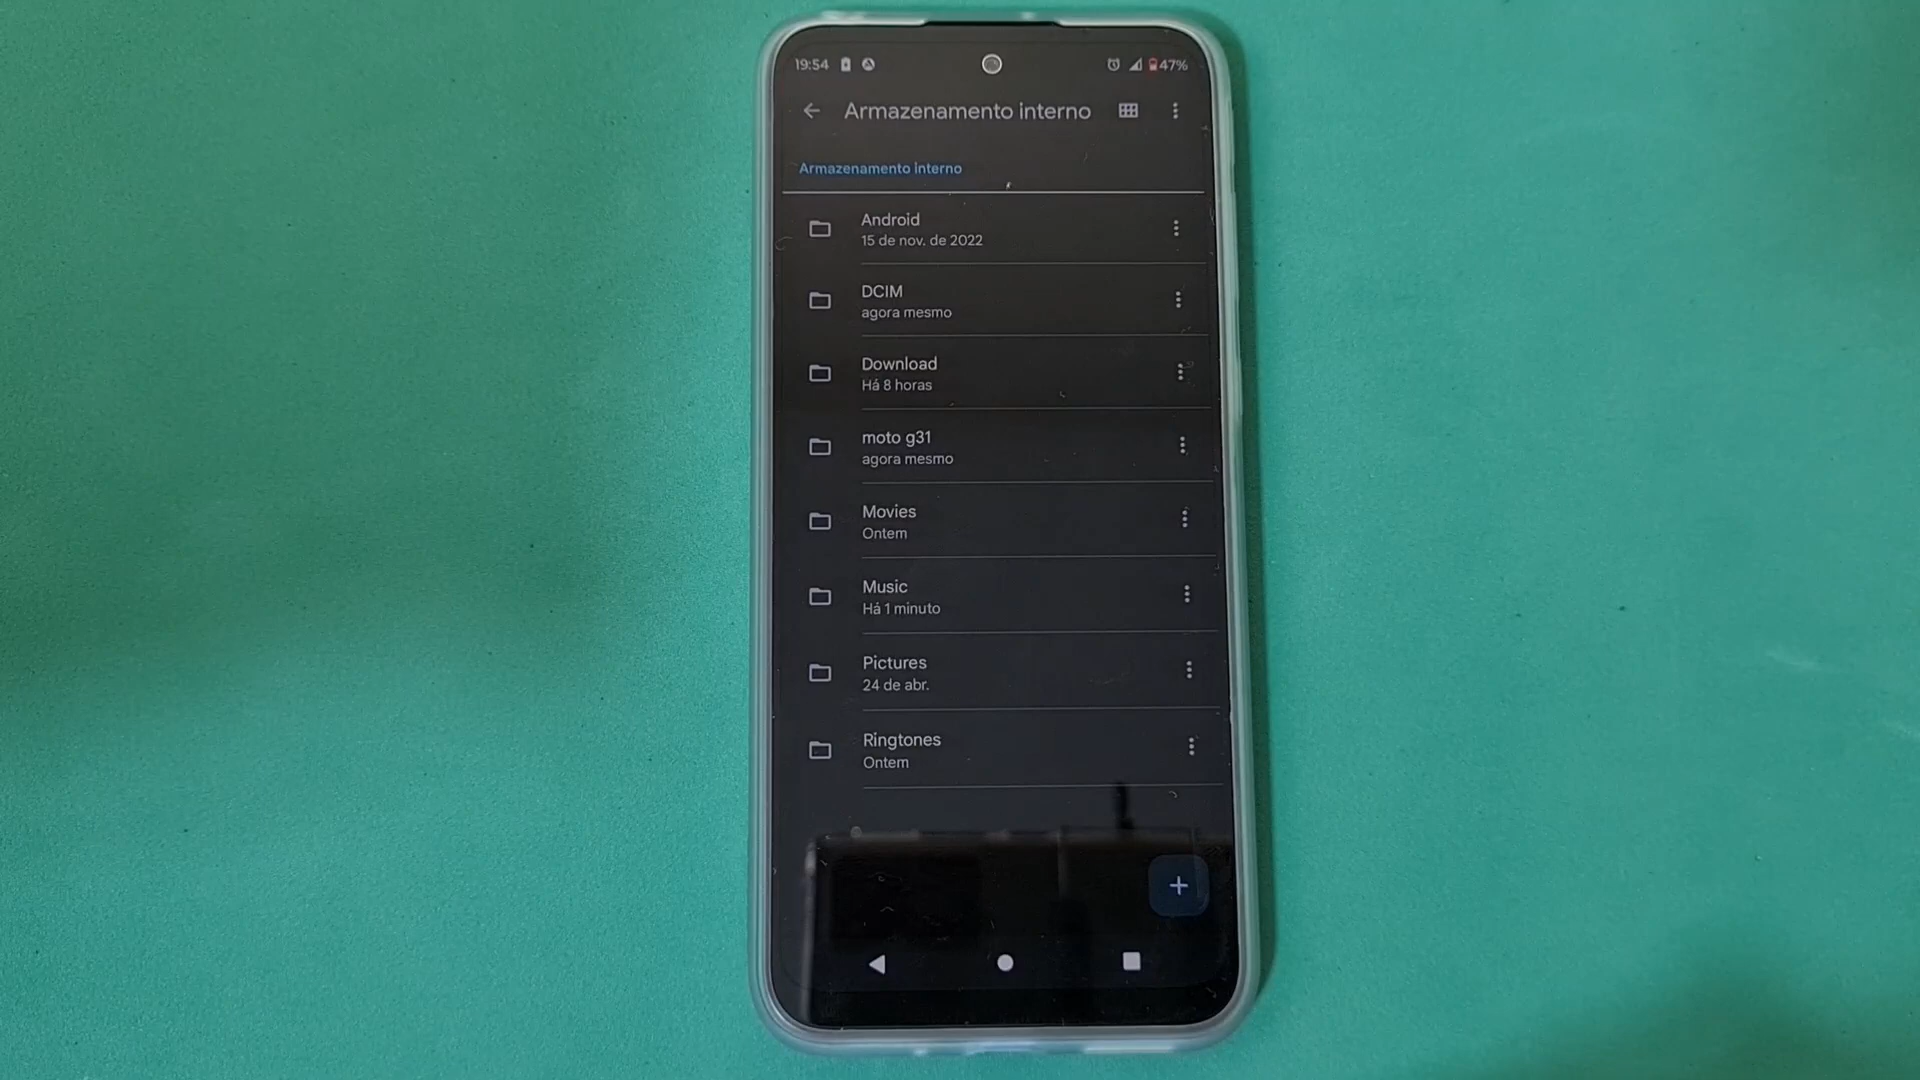 19:54 47%
Armazenamento interno
Armazenamento interno
Android
15 de nov. de 2022
DCIM
agora mesmo
Download
Há 8 horas
moto g31
agora mesmo
Movies
Ontem
Music
Há 1 minuto
Pictures
24 de abr.
Ringtones
Ontem